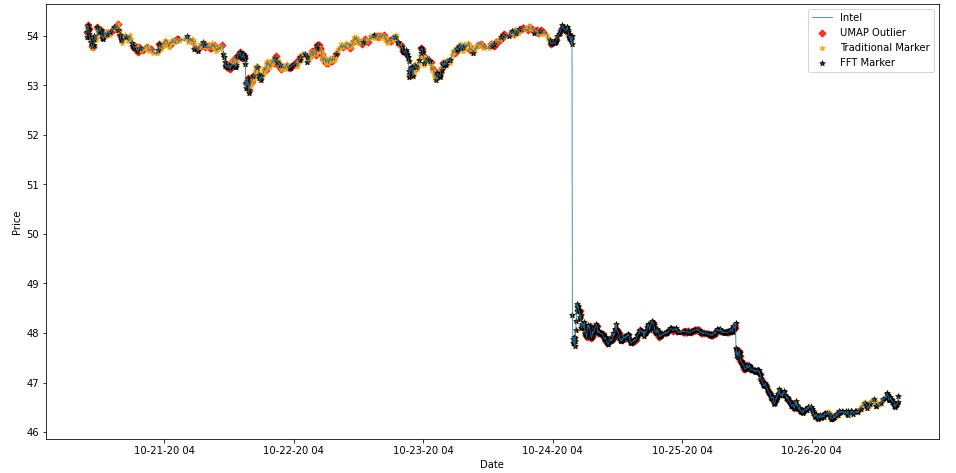 Intel
UMAP Outlier
Traditional Marker
FFT Marker
54
53
52
51
50
49
48
47
46
Price
10-21-20 04
10-22-20 04
10-23-20 04
10-24-20 04
10-25-20 04
10-26-20 04
Date